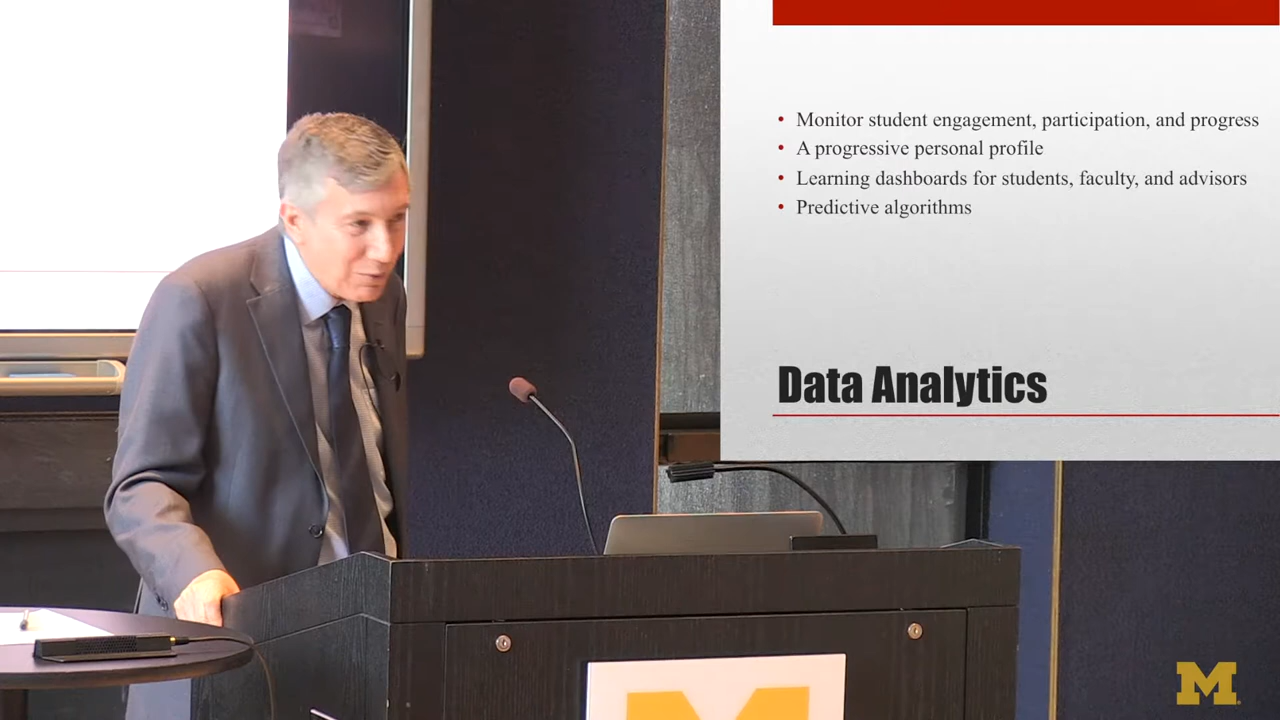 • Monitor student engagement, participation, and progress
• A progressive personal profile
• Learning dashboards for students, faculty, and advisors
• Predictive algorithms
Data Analytics
M
M